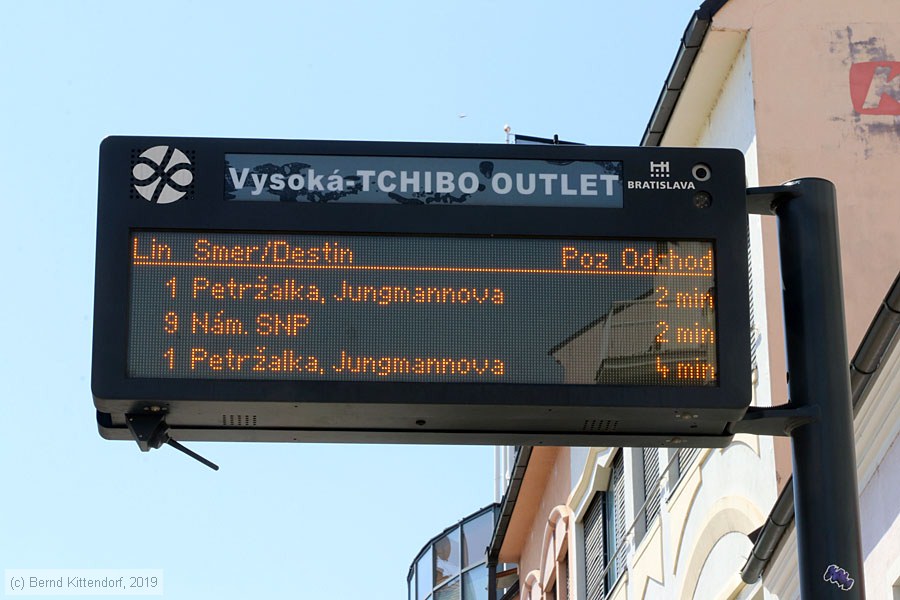 Vysoká-TCHIBO OUTLET
BRATISLAVA
Lin Smer/Destin Poz Odchod
1 Petržalka, Jungmannova 2 min
9 Nám. SNP 2 min
1 Petržalka, Jungmannova 4 min
(c) Bernd Kittendorf, 2019